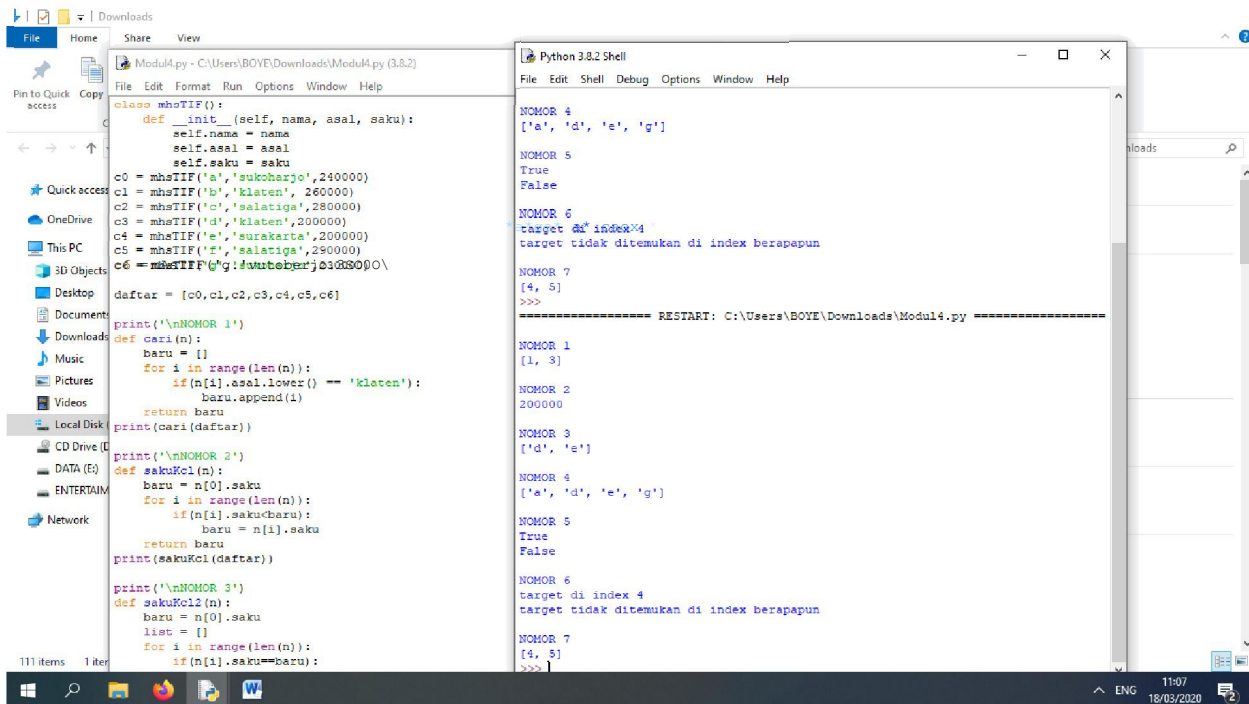 Downloads
File Home Share View
Pin to Quick access
Copy
Quick access
OneDrive
This PC
3D Objects
Desktop
Documents
Downloads
Music
Pictures
Videos
Local Disk (
CD Drive (D
DATA (E:)
ENTERTAIM
Network
111 items 1 iter
Modul4.py - C:\Users\BOYE\Downloads\Modul4.py (3.8.2)
File Edit Format Run Options Window Help
class mhsTIF():
def __init__(self, nama, asal, saku):
self.nama = nama
self.asal = asal
self.saku = saku
c0 = mhsTIF('a','sukoharjo',240000)
c1 = mhsTIF('b','klaten', 260000)
c2 = mhsTIF('c','salatiga',280000)
c3 = mhsTIF('d','klaten',200000)
c4 = mhsTIF('e','surakarta',200000)
c5 = mhsTIF('f','salatiga',290000)
c6 =
daftar = [c0,c1,c2,c3,c4,c5,c6]
print('\nNOMOR 1')
def cari(n):
baru = []
for i in range(len(n)):
if(n[i].asal.lower() == 'klaten'):
baru.append(i)
return baru
print(cari(daftar))
print('\nNOMOR 2')
def sakuKcl(n):
baru = n[0].saku
for i in range(len(n)):
if(n[i].saku<baru):
baru = n[i].saku
return baru
print(sakuKcl(daftar))
print('\nNOMOR 3')
def sakuKcl2(n):
baru = n[0].saku
list = []
for i in range(len(n)):
if(n[i].saku==baru):
Python 3.8.2 Shell
File Edit Shell Debug Options Window Help
NOMOR 4
['a', 'd', 'e', 'g']
NOMOR 5
True
False
NOMOR 6
target di index 4
target tidak ditemukan di index berapapun
NOMOR 7
[4, 5]
>>>
================== RESTART: C:\Users\BOYE\Downloads\Modul4.py ==================
NOMOR 1
[1, 3]
NOMOR 2
200000
NOMOR 3
['d', 'e']
NOMOR 4
['a', 'd', 'e', 'g']
NOMOR 5
True
False
NOMOR 6
target di index 4
target tidak ditemukan di index berapapun
NOMOR 7
[4, 5]
>>>
nloads
ENG
11:07
18/03/2020
2